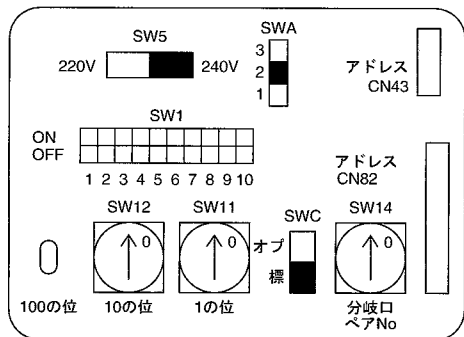 SW5
220V 240V
SWA
3
2
1
アドレス
CN43
SW1
ON
OFF
1 2 3 4 5 6 7 8 9 10
アドレス
CN82
SW12
0
100の位
10の位
SW11
0
1の位
SWC
オプ
標
SW14
0
分岐口
ペアNo